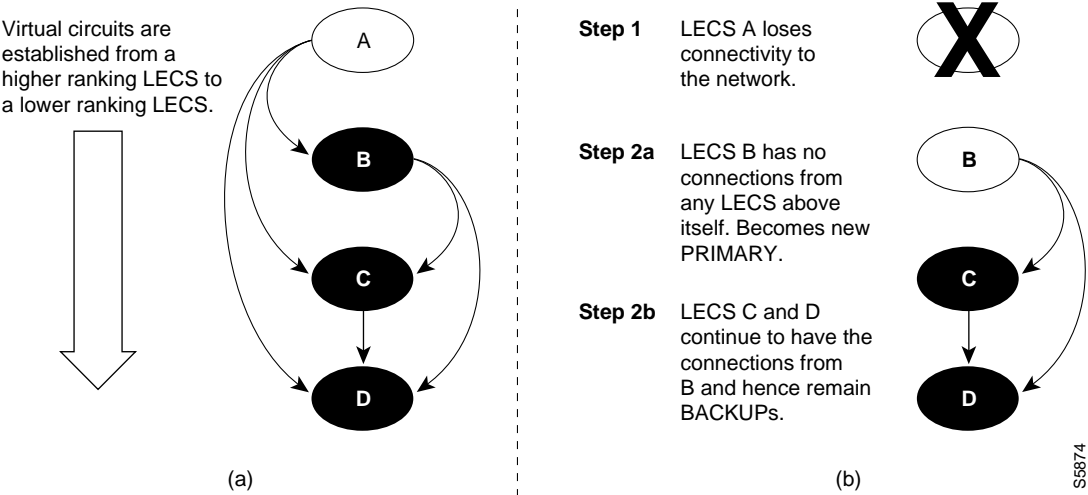 Virtual circuits are
established from a
higher ranking LECS to
a lower ranking LECS.
A
B
C
D
(a)
Step 1 LECS A loses
connectivity to
the network.
X
Step 2a LECS B has no
connections from
any LECS above
itself. Becomes new
PRIMARY.
B
Step 2b LECS C and D
continue to have the
connections from
B and hence remain
BACKUPs.
C
D
(b)
S5874